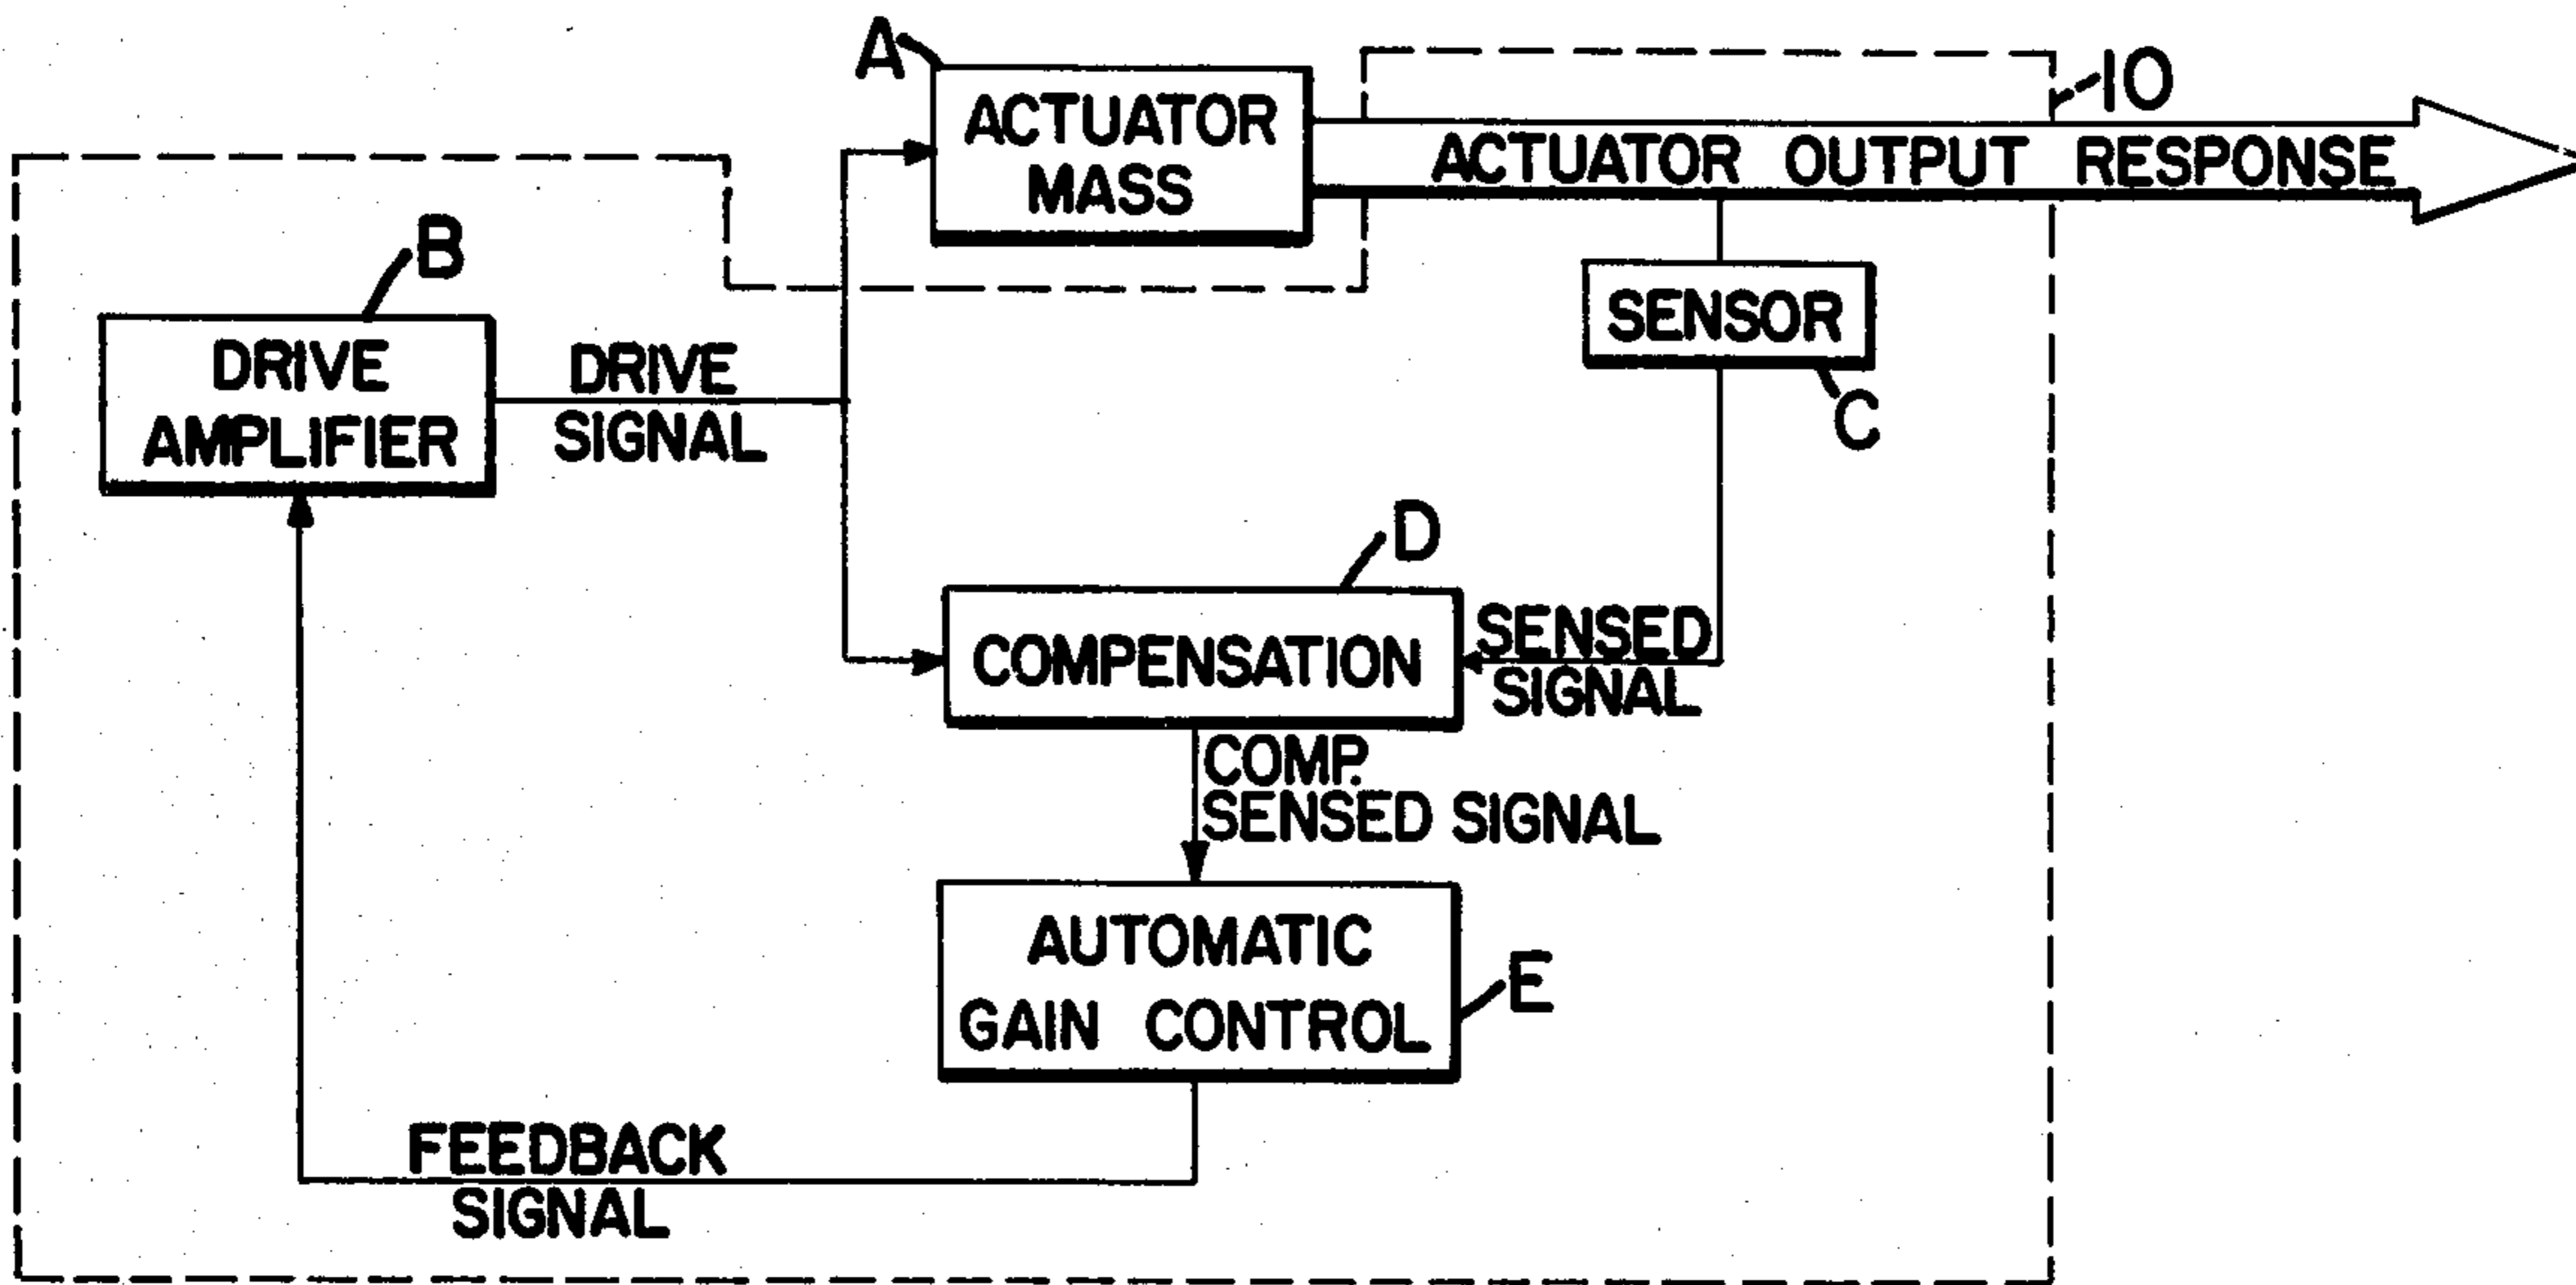 A
ACTUATOR
MASS
10
ACTUATOR OUTPUT RESPONSE
B
DRIVE
AMPLIFIER
DRIVE
SIGNAL
SENSOR
C
D
COMPENSATION
SENSED
SIGNAL
COMP.
SENSED SIGNAL
AUTOMATIC
GAIN CONTROL
E
FEEDBACK
SIGNAL